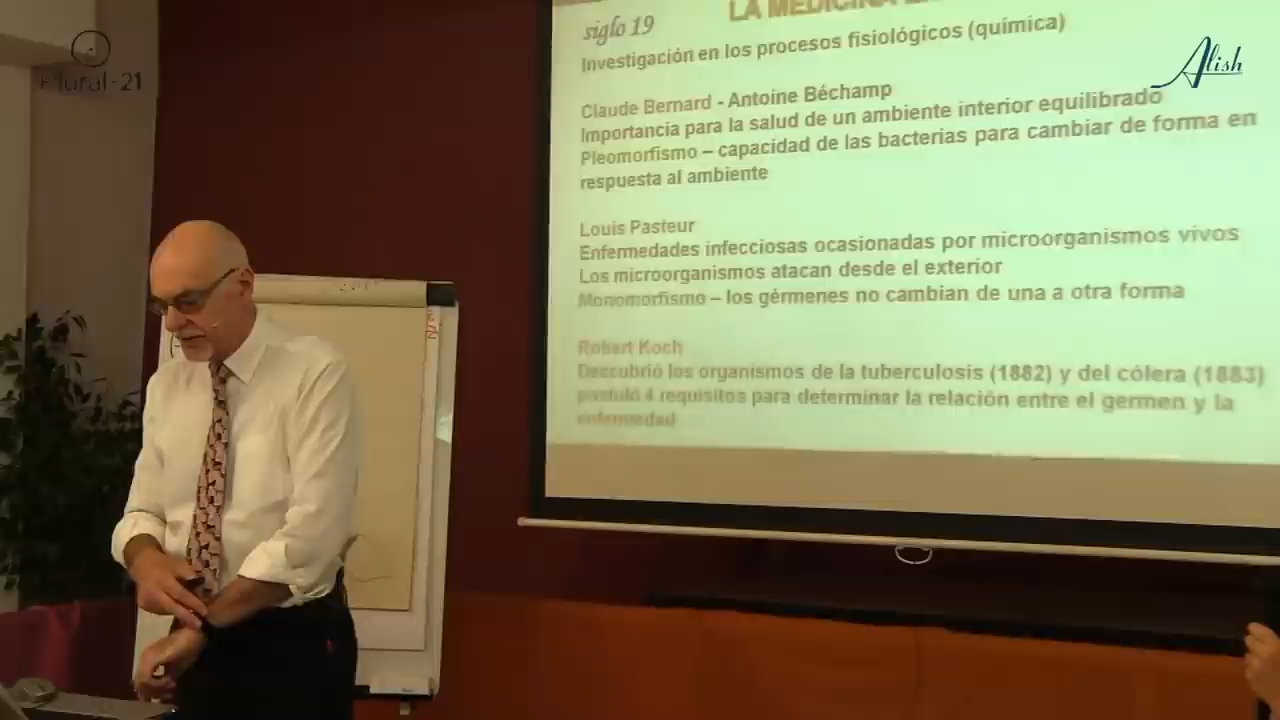 Plural-21
Alish
siglo 19
LA MEDICINA
Investigación en los procesos fisiológicos (química)
Claude Bernard - Antoine Béchamp
Importancia para la salud de un ambiente interior equilibrado
Pleomorfismo – capacidad de las bacterias para cambiar de forma en
respuesta al ambiente
Louis Pasteur
Enfermedades infecciosas ocasionadas por microorganismos vivos
Los microorganismos atacan desde el exterior
Monomorfismo – los gérmenes no cambian de una a otra forma
Robert Koch
Descubrió los organismos de la tuberculosis (1882) y del cólera (1883)
postuló 4 requisitos para determinar la relación entre el germen y la
enfermedad